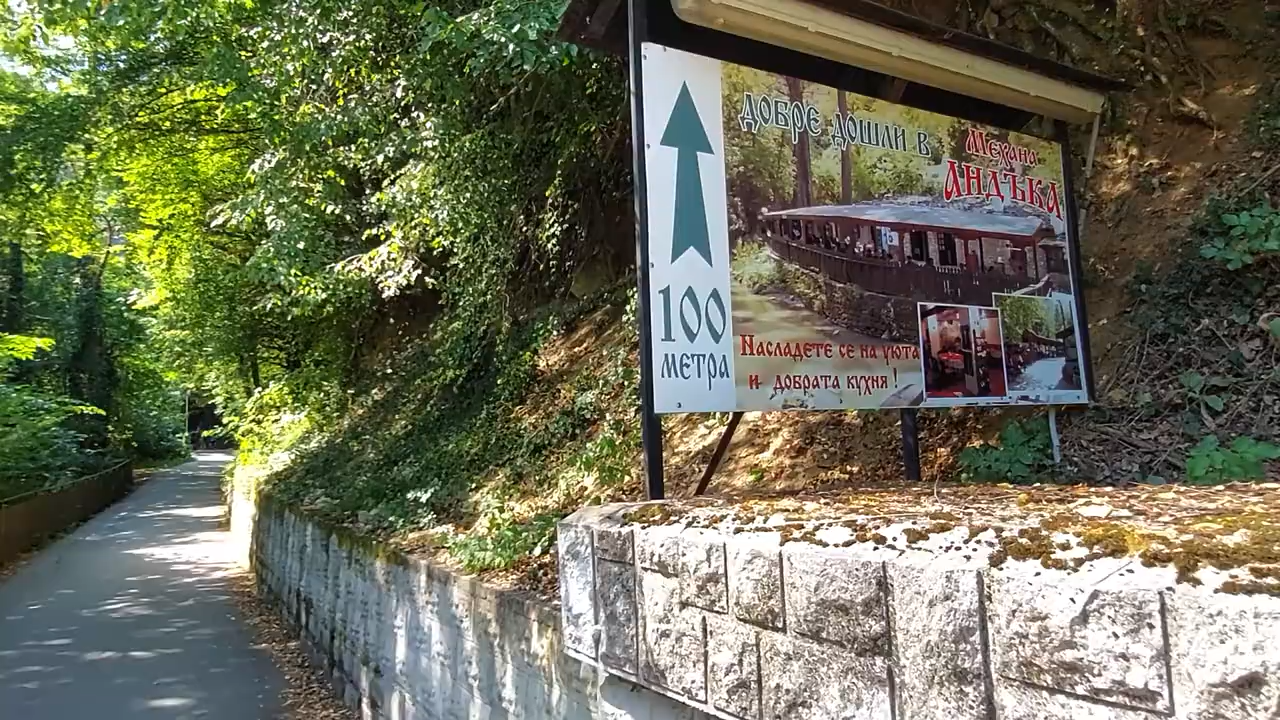 100
метра
Добре дошли в
Механа
Андъка
Насладете се на уюта
и добрата кухня!